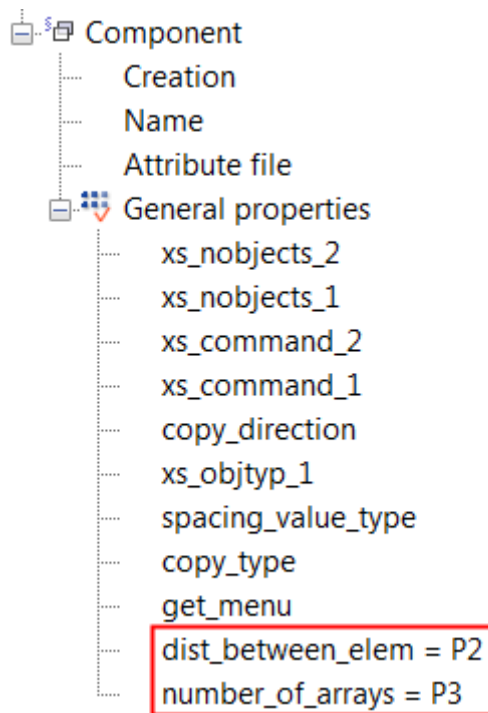 Component
Creation
Name
Attribute file
General properties
xs_nobjects_2
xs_nobjects_1
xs_command_2
xs_command_1
copy_direction
xs_objtyp_1
spacing_value_type
copy_type
get_menu
dist_between_elem = P2
number_of_arrays = P3